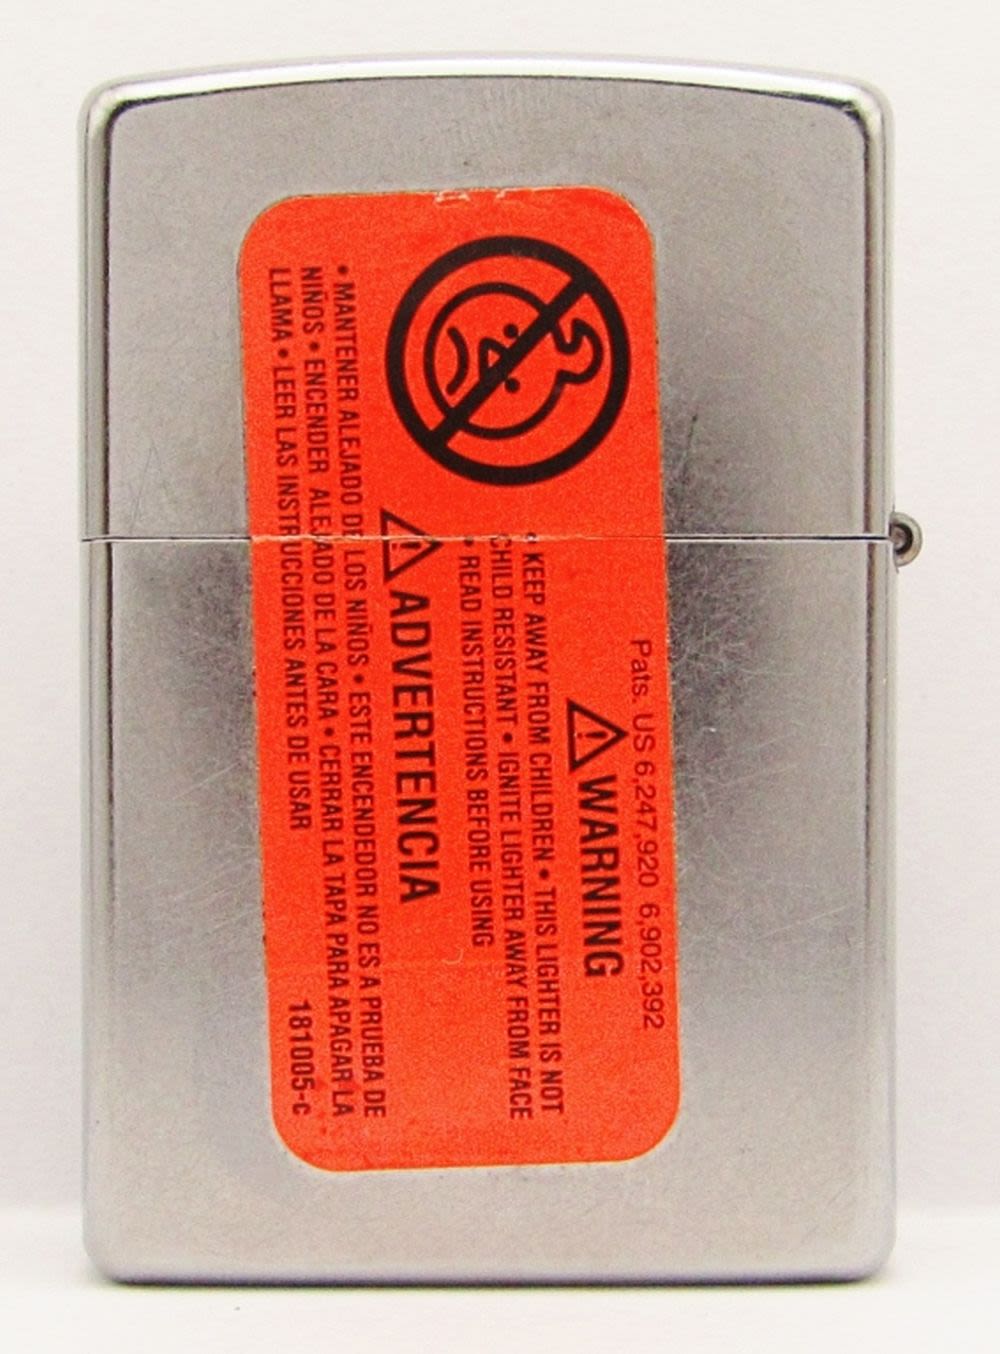 Pats. US 6,247,920 6,902,392
WARNING
• KEEP AWAY FROM CHILDREN • THIS LIGHTER IS NOT
CHILD RESISTANT • IGNITE LIGHTER AWAY FROM FACE
• READ INSTRUCTIONS BEFORE USING
ADVERTENCIA
• MANTENER ALEJADO DE LOS NIÑOS • ESTE ENCENDEDOR NO ES A PRUEBA DE
NIÑOS • ENCENDER ALEJADO DE LA CARA • CERRAR LA TAPA PARA APAGAR LA
LLAMA • LEER LAS INSTRUCCIONES ANTES DE USAR
181005-c